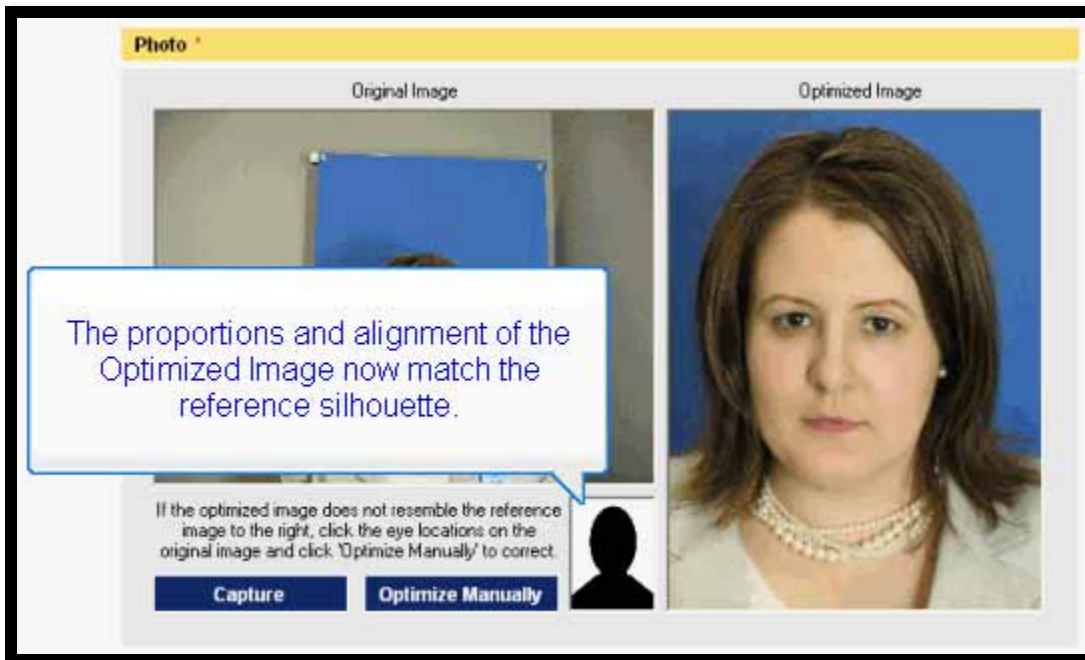 Photo *
Original Image
Optimized Image
The proportions and alignment of the
Optimized Image now match the
reference silhouette.
If the optimized image does not resemble the reference
image to the right, click the eye locations on the
original image and click 'Optimize Manually' to correct.
Capture
Optimize Manually